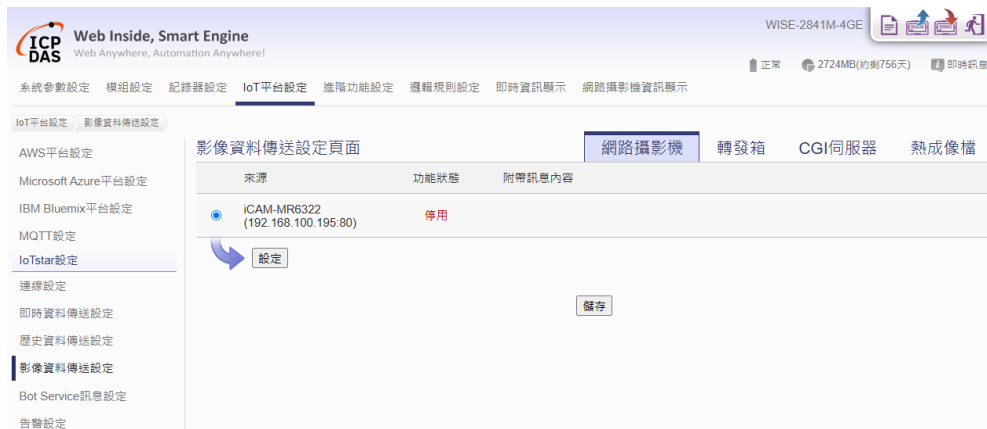 ICP
DAS
Web Inside, Smart Engine
Web Anywhere, Automation Anywhere!
WISE-2841M-4GE
正常 2724MB(約剩756天) 即時訊息
系統參數設定 模組設定 記錄器設定 IoT平台設定 進階功能設定 邏輯規則設定 即時資訊顯示 網路攝影機資訊顯示
IoT平台設定 影像資料傳送設定
AWS平台設定
Microsoft Azure平台設定
IBM Bluemix平台設定
MQTT設定
IoTstar設定
連線設定
即時資料傳送設定
歷史資料傳送設定
影像資料傳送設定
Bot Service訊息設定
告警設定
影像資料傳送設定頁面
網路攝影機 轉發箱 CGI伺服器 熱成像檔
來源 功能狀態 附帶訊息內容
iCAM-MR6322 停用
(192.168.100.195:80)
設定
儲存